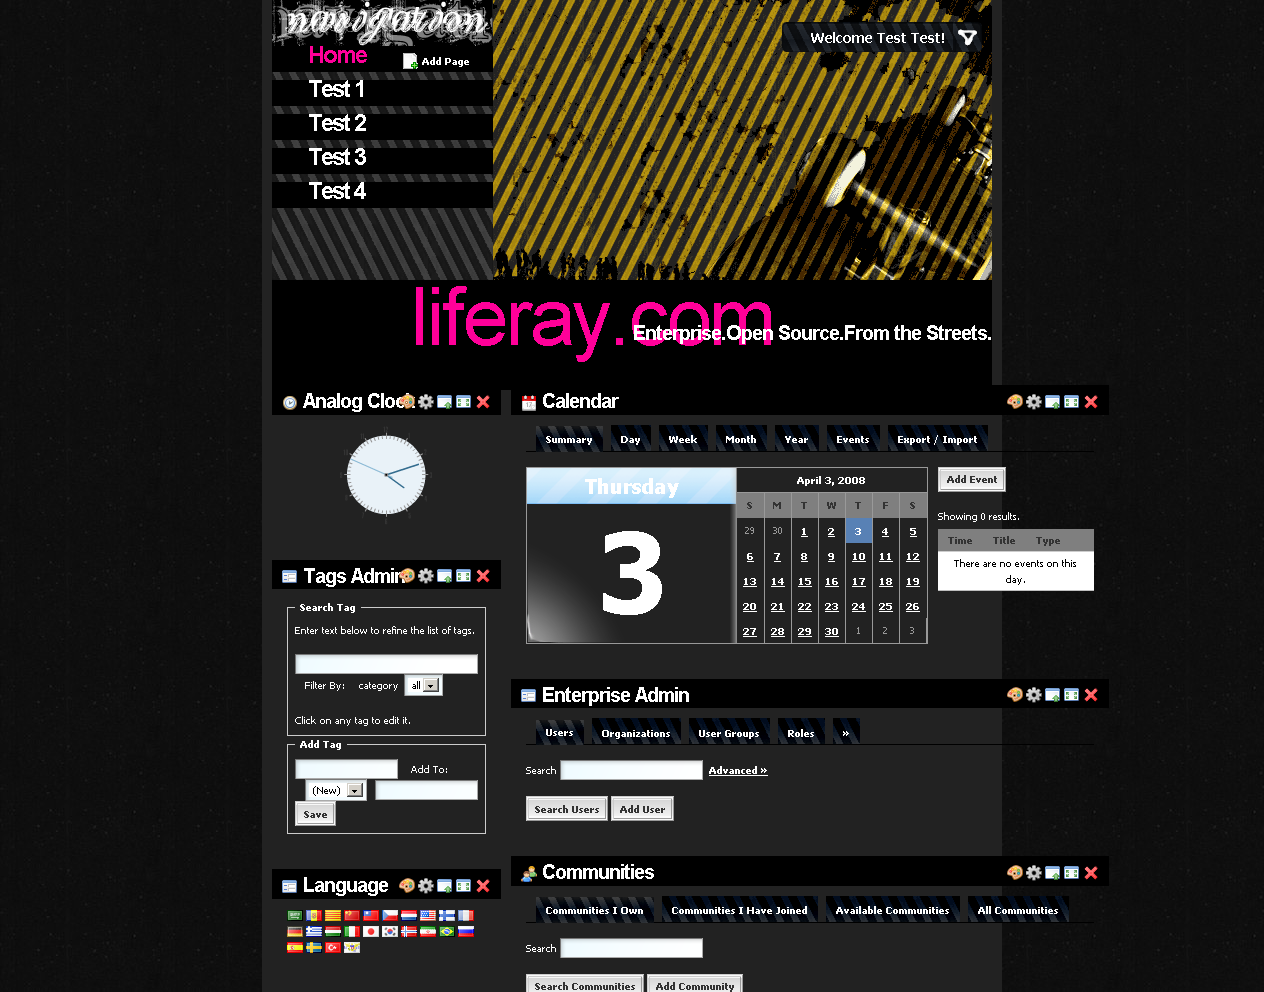 navigation
Home
Add Page
Test 1
Test 2
Test 3
Test 4
Welcome Test Test!
liferay.com
Enterprise.Open Source.From the Streets.
Analog Clock
Calendar
Summary Day Week Month Year Events Export / Import
Thursday
3
April 3, 2008
S M T W T F S
29 30 1 2 3 4 5
6 7 8 9 10 11 12
13 14 15 16 17 18 19
20 21 22 23 24 25 26
27 28 29 30 1 2 3
Add Event
Showing 0 results.
Time Title Type
There are no events on this
day.
Tags Admin
Search Tag
Enter text below to refine the list of tags.
Filter By: category all
Click on any tag to edit it.
Add Tag
Add To:
(New)
Save
Enterprise Admin
Users Organizations User Groups Roles »
Search Advanced »
Search Users Add User
Language
Communities
Communities I Own Communities I Have Joined Available Communities All Communities
Search
Search Communities Add Community